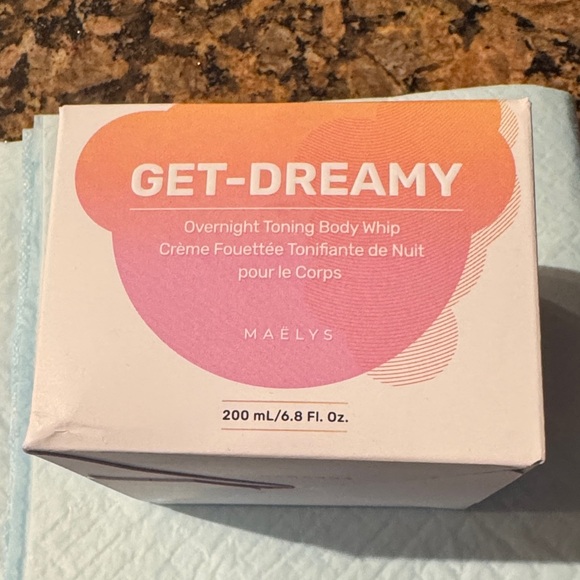 GET-DREAMY
Overnight Toning Body Whip
Crème Fouettée Tonifiante de Nuit
pour le Corps
MAËLYS
200 mL/6.8 Fl. Oz.